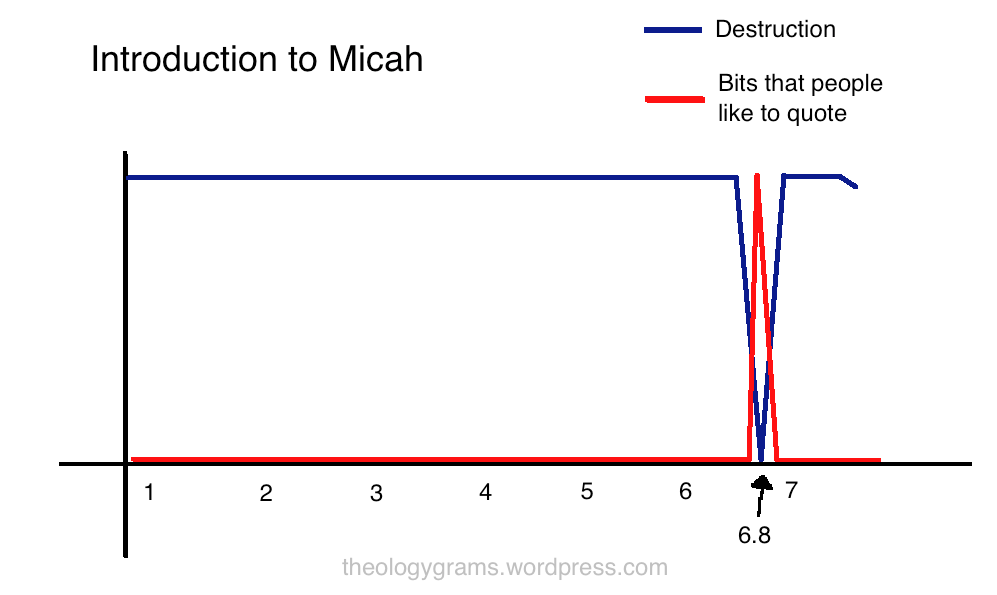 Introduction to Micah
Destruction
Bits that people
like to quote
1 2 3 4 5 6 7
6.8
theologygrams.wordpress.com